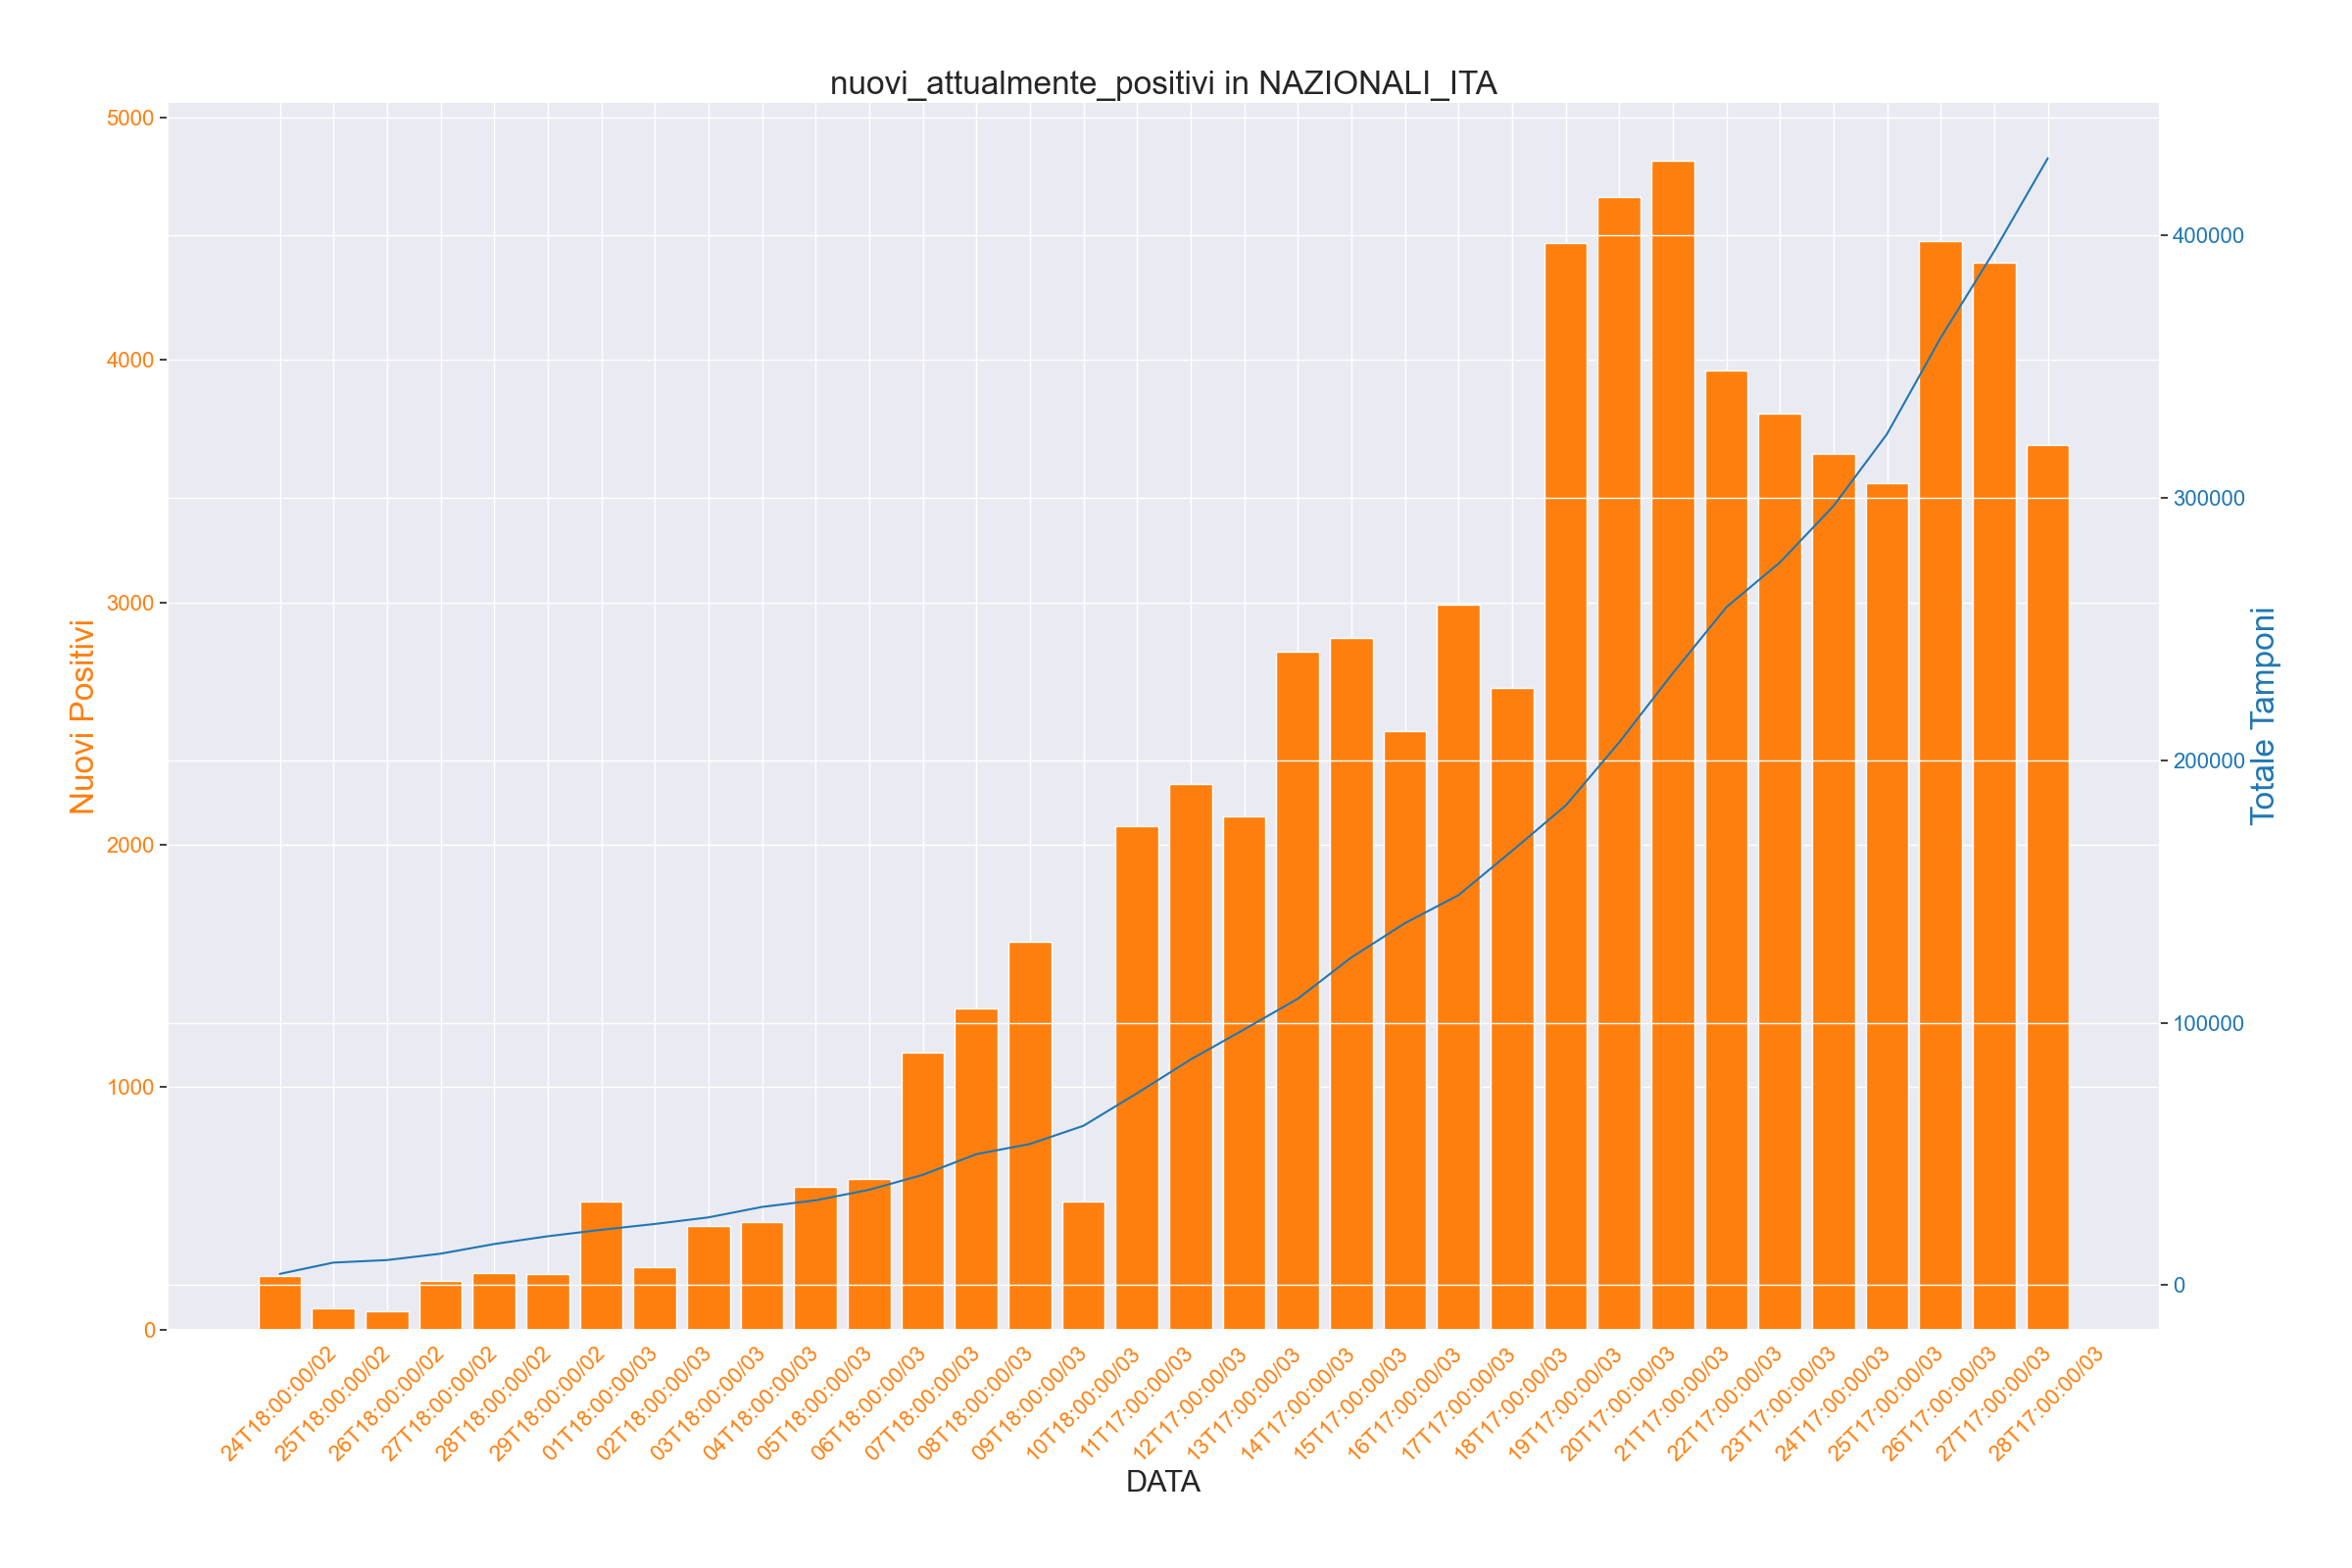 nuovi_attualmente_positivi in NAZIONALI_ITA
5000
4000
3000
2000
1000
0
Nuovi Positivi
400000
300000
200000
100000
0
Totale Tamponi
24T18:00:00/02
25T18:00:00/02
26T18:00:00/02
27T18:00:00/02
28T18:00:00/02
29T18:00:00/02
01T18:00:00/03
02T18:00:00/03
03T18:00:00/03
04T18:00:00/03
05T18:00:00/03
06T18:00:00/03
07T18:00:00/03
08T18:00:00/03
09T18:00:00/03
10T18:00:00/03
11T17:00:00/03
12T17:00:00/03
13T17:00:00/03
14T17:00:00/03
15T17:00:00/03
16T17:00:00/03
17T17:00:00/03
18T17:00:00/03
19T17:00:00/03
20T17:00:00/03
21T17:00:00/03
22T17:00:00/03
23T17:00:00/03
24T17:00:00/03
25T17:00:00/03
26T17:00:00/03
27T17:00:00/03
28T17:00:00/03
DATA